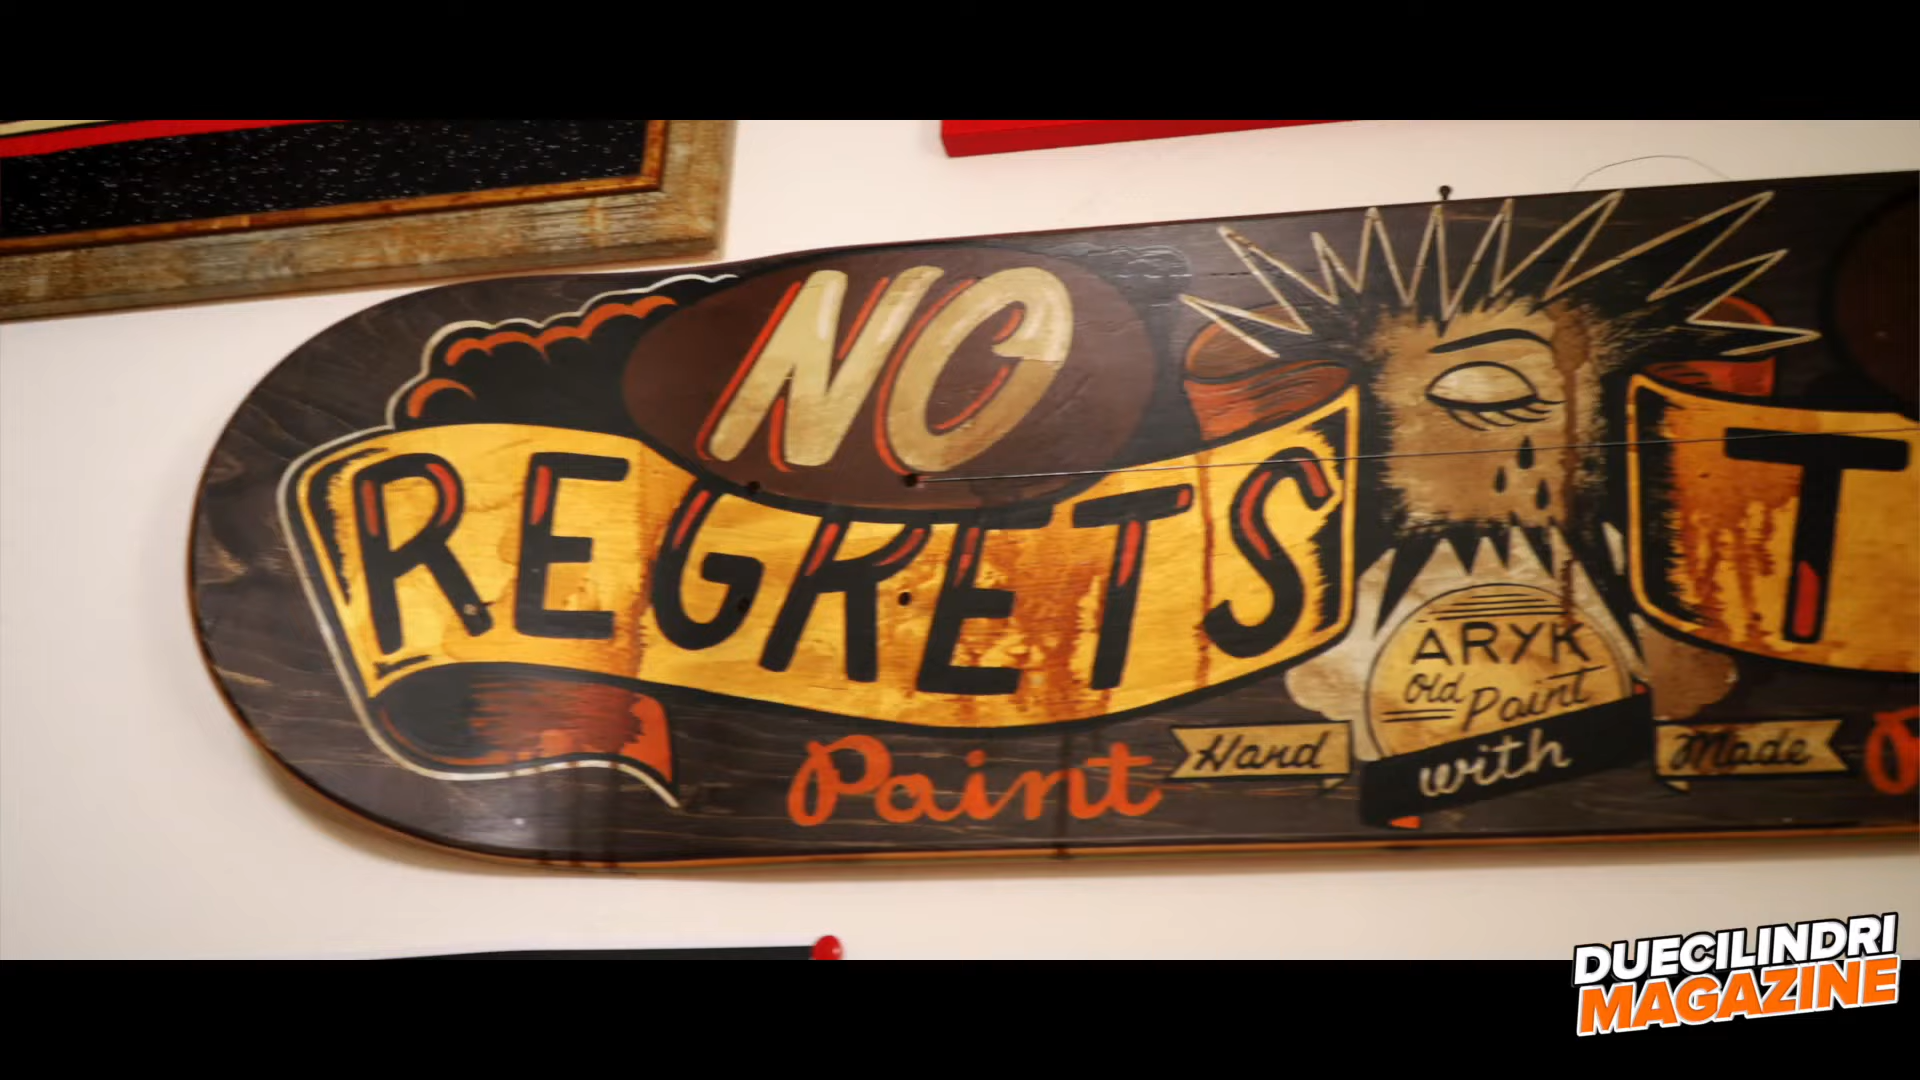 NO
REGRETS
T
Paint
Hand
Made
ARYK
Old Paint
with
DUECILINDRI
MAGAZINE